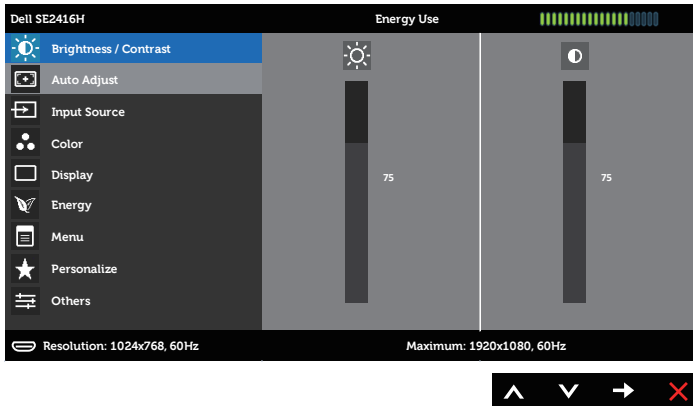 Dell SE2416H
Energy Use
Brightness / Contrast
Auto Adjust
Input Source
Color
Display
Energy
Menu
Personalize
Others
75
75
Resolution: 1024x768, 60Hz
Maximum: 1920x1080, 60Hz